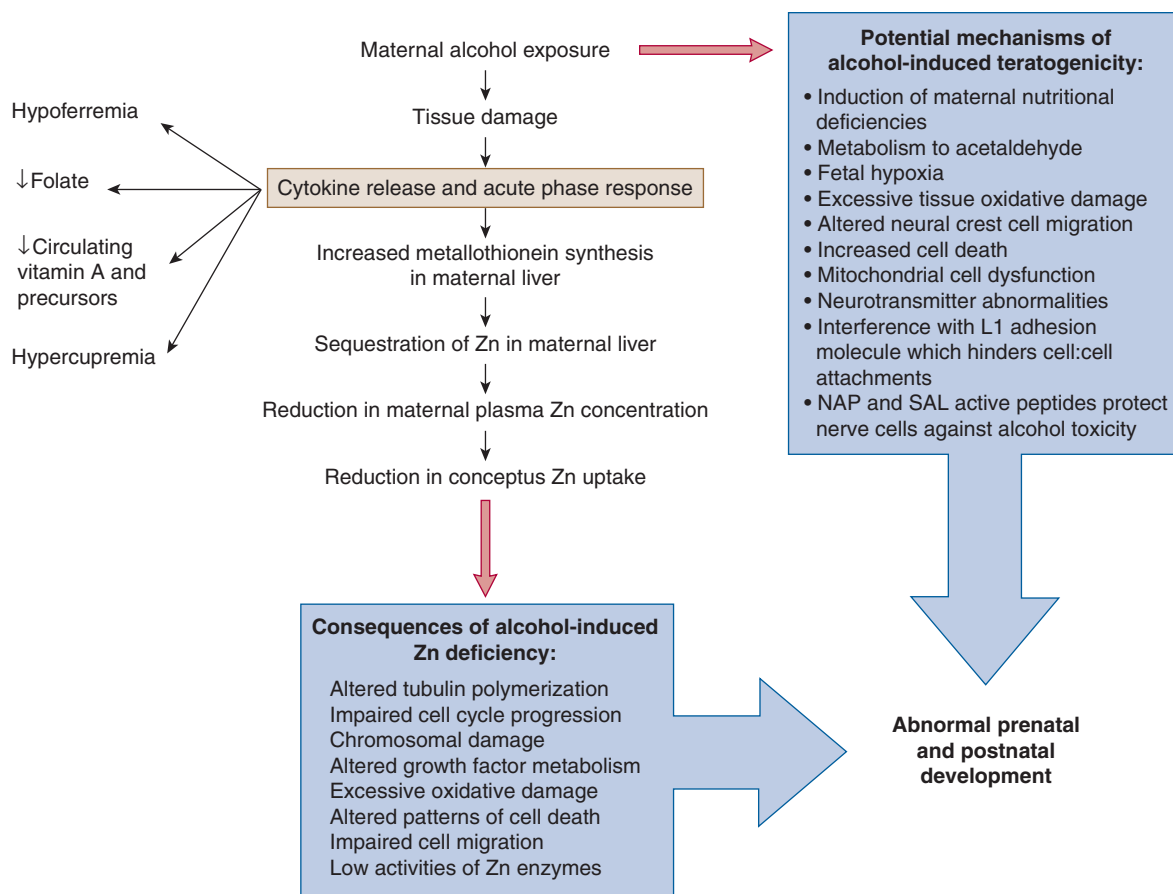 Maternal alcohol exposure
Tissue damage
Cytokine release and acute phase response
Hypoferremia
↓Folate
↓Circulating
vitamin A and
precursors
Hypercupremia
Increased metallothionein synthesis
in maternal liver
Sequestration of Zn in maternal liver
Reduction in maternal plasma Zn concentration
Reduction in conceptus Zn uptake
Potential mechanisms of
alcohol-induced teratogenicity:
• Induction of maternal nutritional
deficiencies
• Metabolism to acetaldehyde
• Fetal hypoxia
• Excessive tissue oxidative damage
• Altered neural crest cell migration
• Increased cell death
• Mitochondrial cell dysfunction
• Neurotransmitter abnormalities
• Interference with L1 adhesion
molecule which hinders cell:cell
attachments
• NAP and SAL active peptides protect
nerve cells against alcohol toxicity
Consequences of alcohol-induced
Zn deficiency:
Altered tubulin polymerization
Impaired cell cycle progression
Chromosomal damage
Altered growth factor metabolism
Excessive oxidative damage
Altered patterns of cell death
Impaired cell migration
Low activities of Zn enzymes
Abnormal prenatal
and postnatal
development